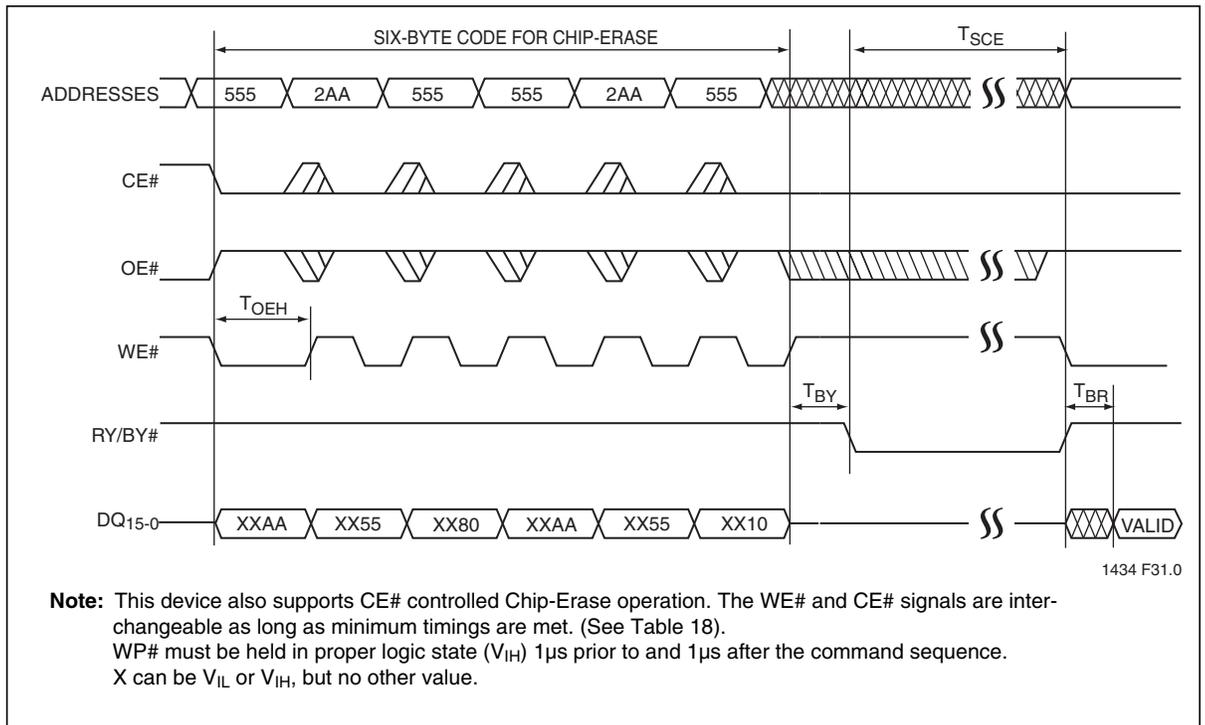 SIX-BYTE CODE FOR CHIP-ERASE
TSCE
ADDRESSES 555 2AA 555 555 2AA 555
CE#
OE#
TOEH
WE#
TBY
TBR
RY/BY#
DQ15-0 XXAA XX55 XX80 XXAA XX55 XX10 VALID
1434 F31.0
Note: This device also supports CE# controlled Chip-Erase operation. The WE# and CE# signals are inter-
changeable as long as minimum timings are met. (See Table 18).
WP# must be held in proper logic state (VIH) 1µs prior to and 1µs after the command sequence.
X can be VIL or VIH, but no other value.